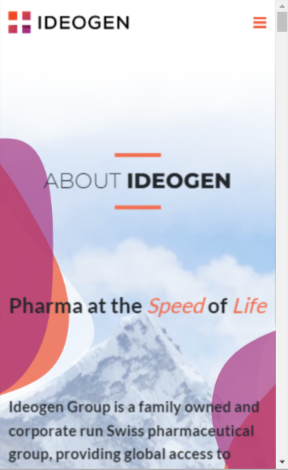 IDEOGEN
ABOUT IDEOGEN
Pharma at the Speed of Life
Ideogen Group is a family owned and
corporate run Swiss pharmaceutical
group, providing global access to